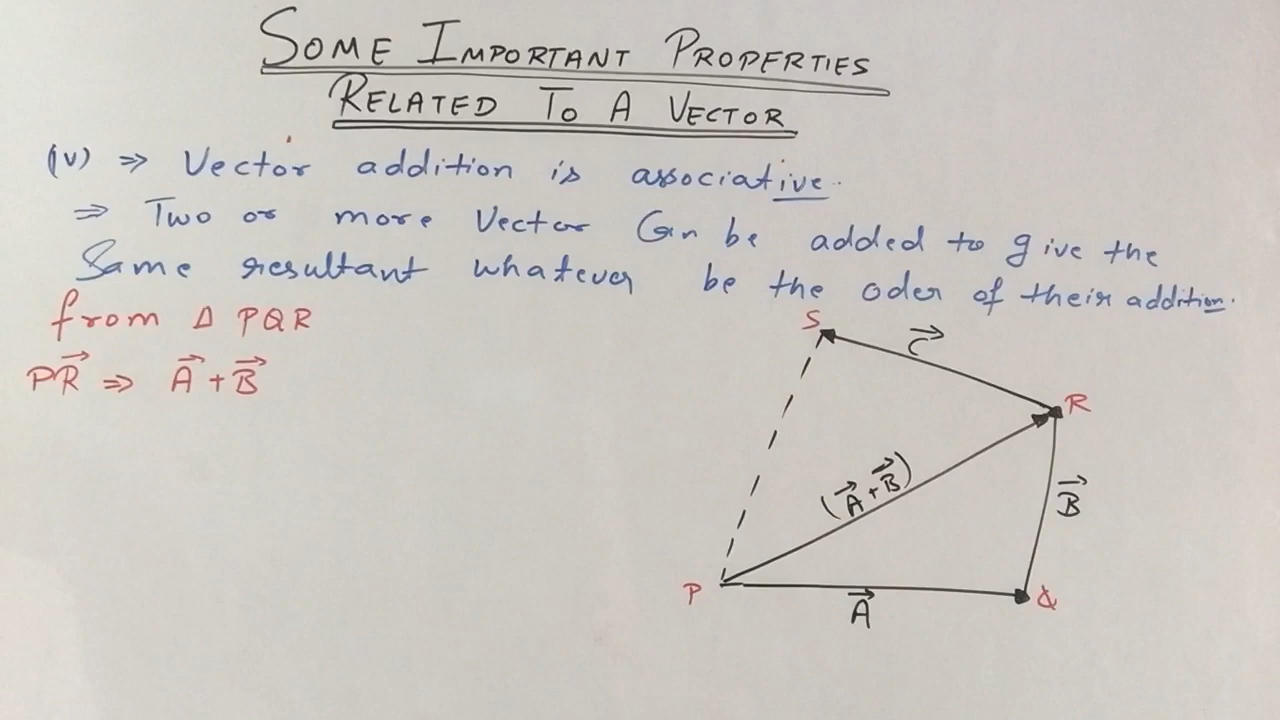 SOME IMPORTANT PROPERTIES
RELATED TO A VECTOR
(v) ⇒ Vector addition is associative.
⇒ Two or more Vector Can be added to give the
Same resultant whatever be the oder of their addition.
from Δ PQR
PR⃗ ⇒ A⃗ + B⃗
S
C⃗
R
(A⃗ + B⃗)
B⃗
P
A⃗
Q